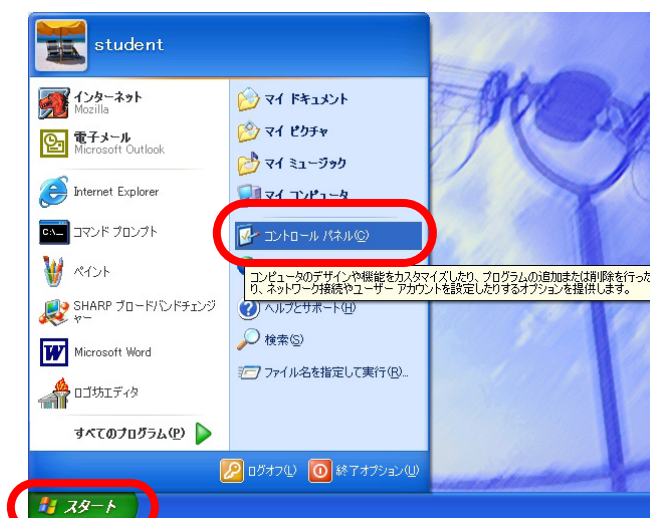 student
インターネット
Mozilla
電子メール
Microsoft Outlook
Internet Explorer
コマンド プロンプト
ペイント
SHARP ブロードバンドチェンジ
ャー
Microsoft Word
ロゴ坊エディタ
すべてのプログラム(P)
マイ ドキュメント
マイ ピクチャ
マイ ミュージック
マイ コンピュータ
コントロール パネル(C)
コンピュータのデザインや機能をカスタマイズしたり、プログラムの追加または削除を行った
り、ネットワーク接続やユーザー アカウントを設定したりするオプションを提供します。
ヘルプとサポート(H)
検索(S)
ファイル名を指定して実行(R)...
ログオフ(L)
終了オプション(U)
スタート